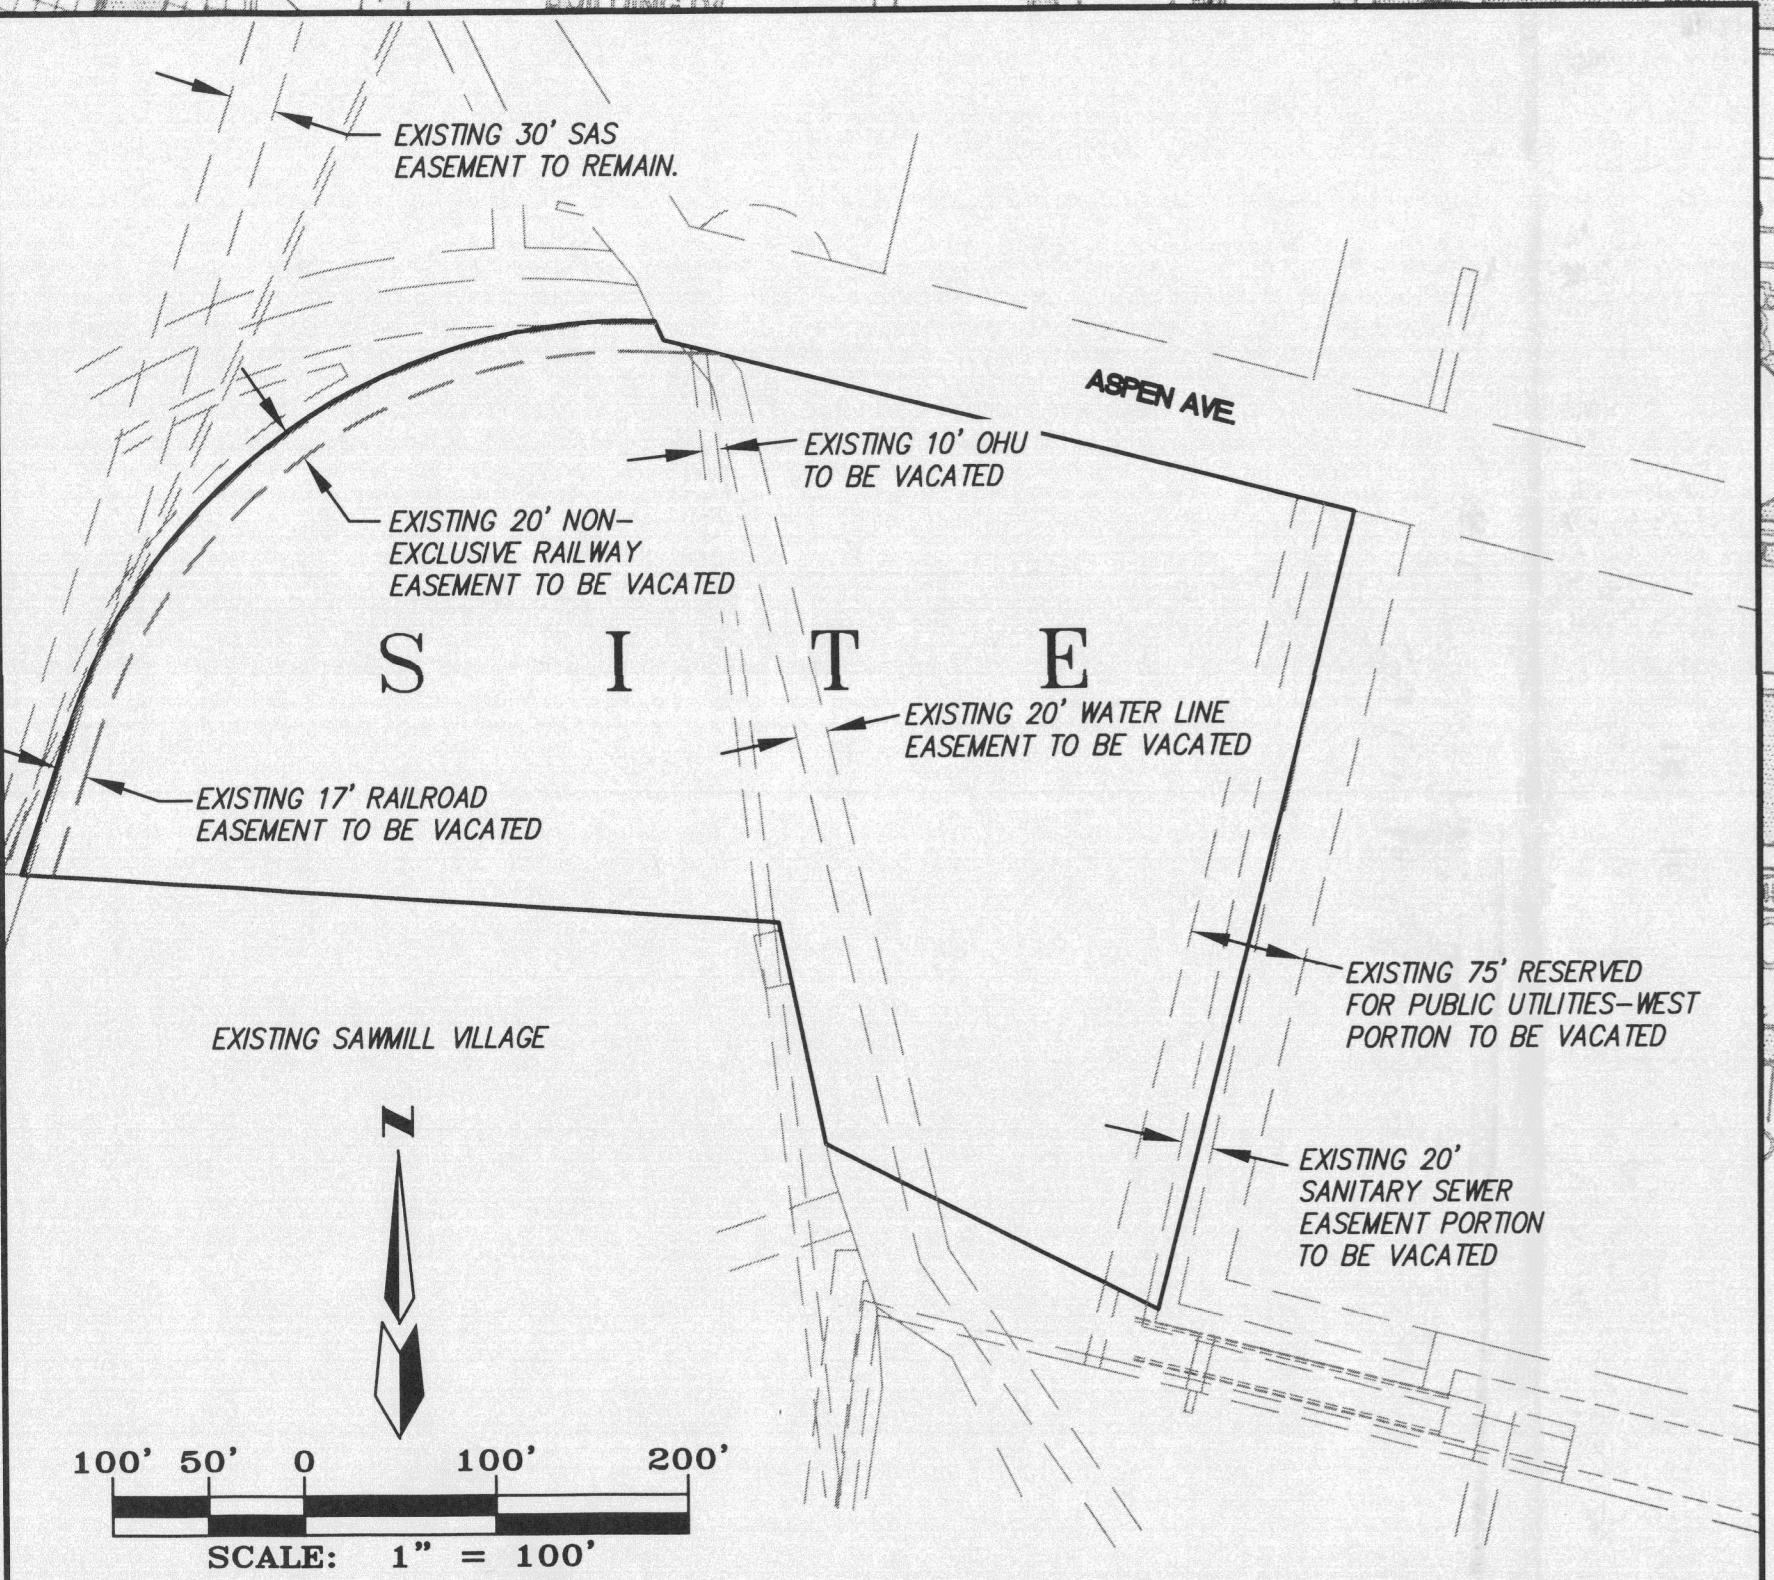 EXISTING 30' SAS
EASEMENT TO REMAIN.
ASPEN AVE.
EXISTING 10' OHU
TO BE VACATED
EXISTING 20' NON-
EXCLUSIVE RAILWAY
EASEMENT TO BE VACATED
S I T E
EXISTING 20' WATER LINE
EASEMENT TO BE VACATED
EXISTING 17' RAILROAD
EASEMENT TO BE VACATED
EXISTING 75' RESERVED
FOR PUBLIC UTILITIES-WEST
PORTION TO BE VACATED
EXISTING SAWMILL VILLAGE
N
EXISTING 20'
SANITARY SEWER
EASEMENT PORTION
TO BE VACATED
100' 50' 0 100' 200'
SCALE: 1" = 100'